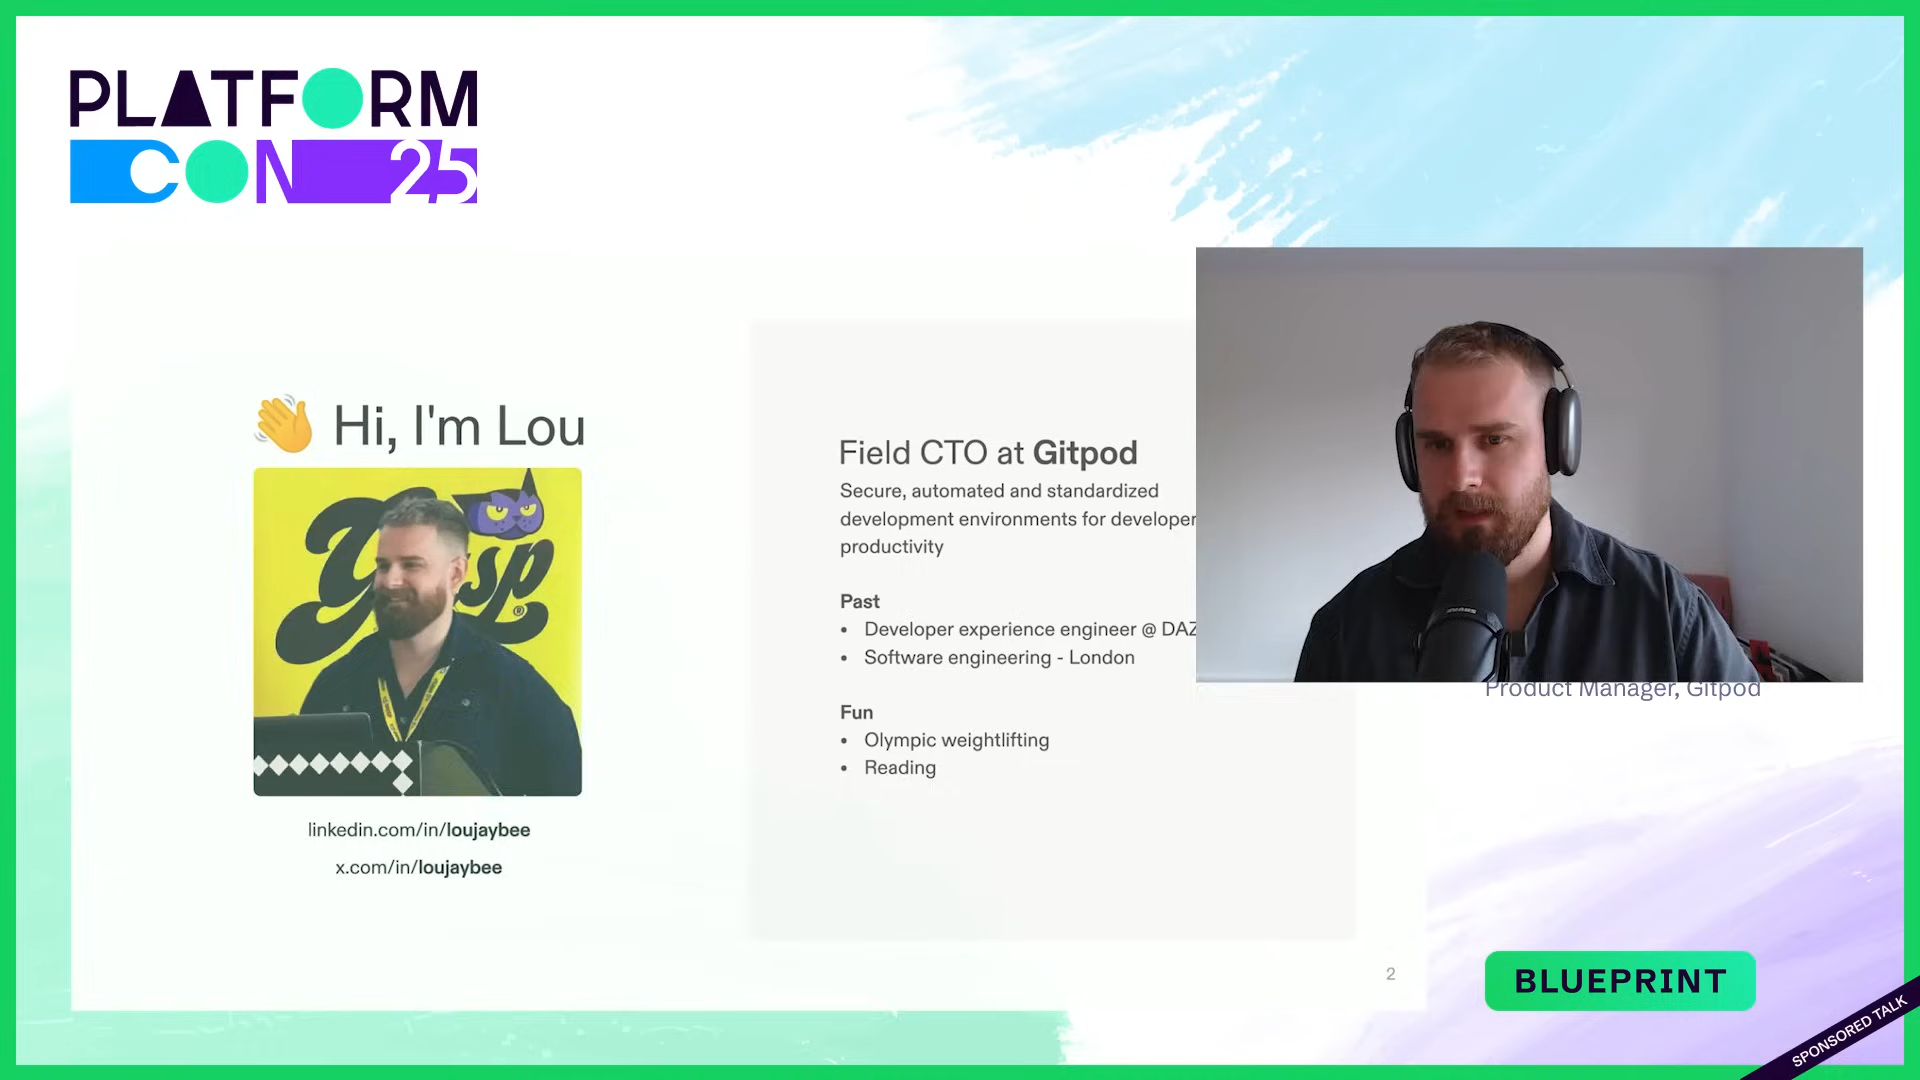 PLATFORM
CON 25
👋 Hi, I'm Lou
Gasp®
linkedin.com/in/loujaybee
x.com/in/loujaybee
Field CTO at Gitpod
Secure, automated and standardized
development environments for developer
productivity
Past
• Developer experience engineer @ DAZ
• Software engineering - London
Fun
• Olympic weightlifting
• Reading
2
Product Manager, Gitpod
BLUEPRINT
SPONSORED TALK